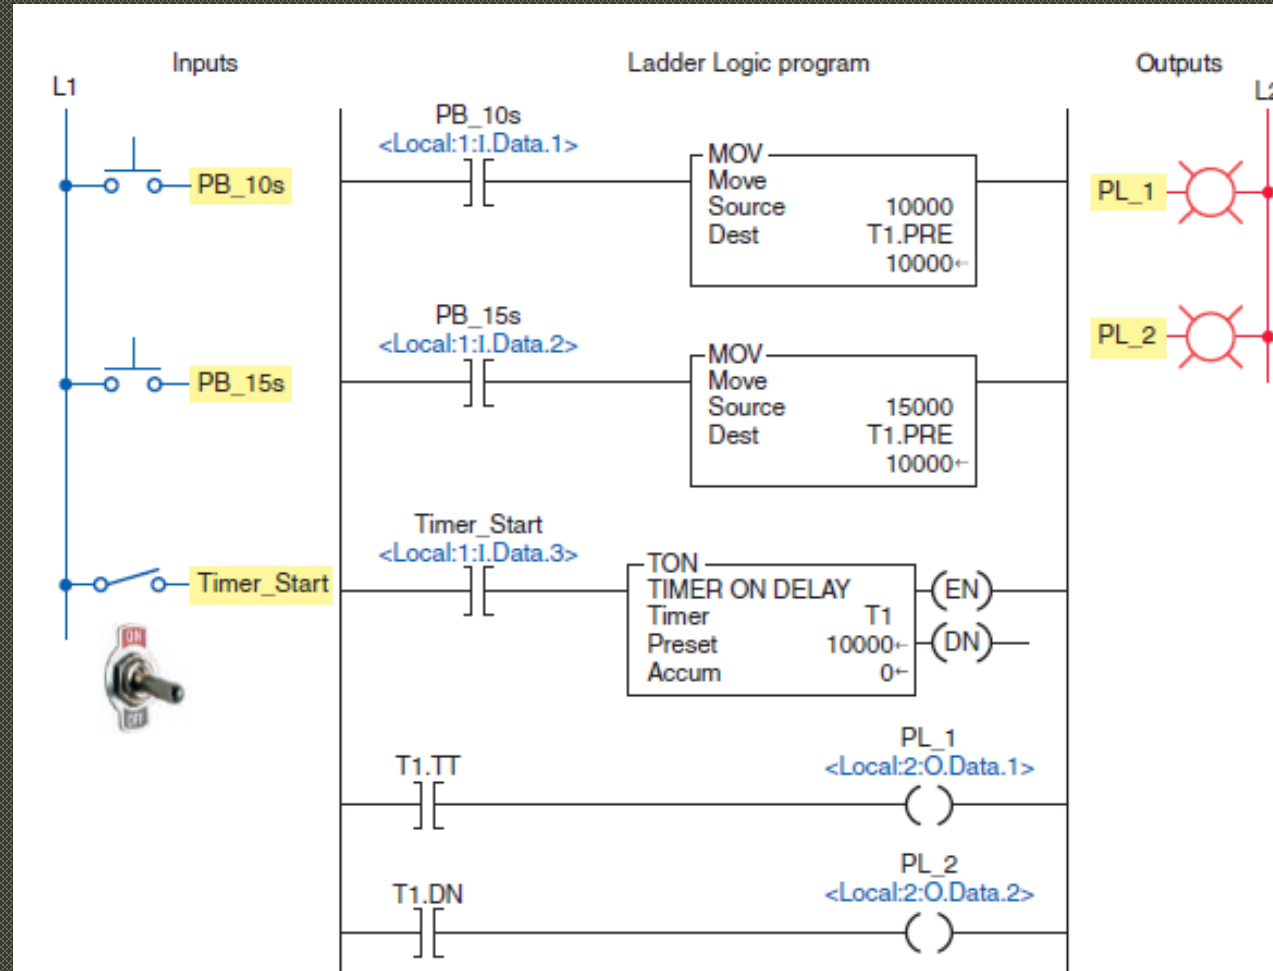 Inputs
Ladder Logic program
Outputs
L1
L2
PB_10s
<Local:1:I.Data.1>
PB_10s
MOV
Move
Source 10000
Dest T1.PRE
10000←
PL_1
PB_15s
<Local:1:I.Data.2>
PB_15s
MOV
Move
Source 15000
Dest T1.PRE
10000←
PL_2
Timer_Start
<Local:1:I.Data.3>
Timer_Start
TON
TIMER ON DELAY
Timer T1
Preset 10000←
Accum 0←
EN
DN
ON
OFF
T1.TT
PL_1
<Local:2:O.Data.1>
T1.DN
PL_2
<Local:2:O.Data.2>